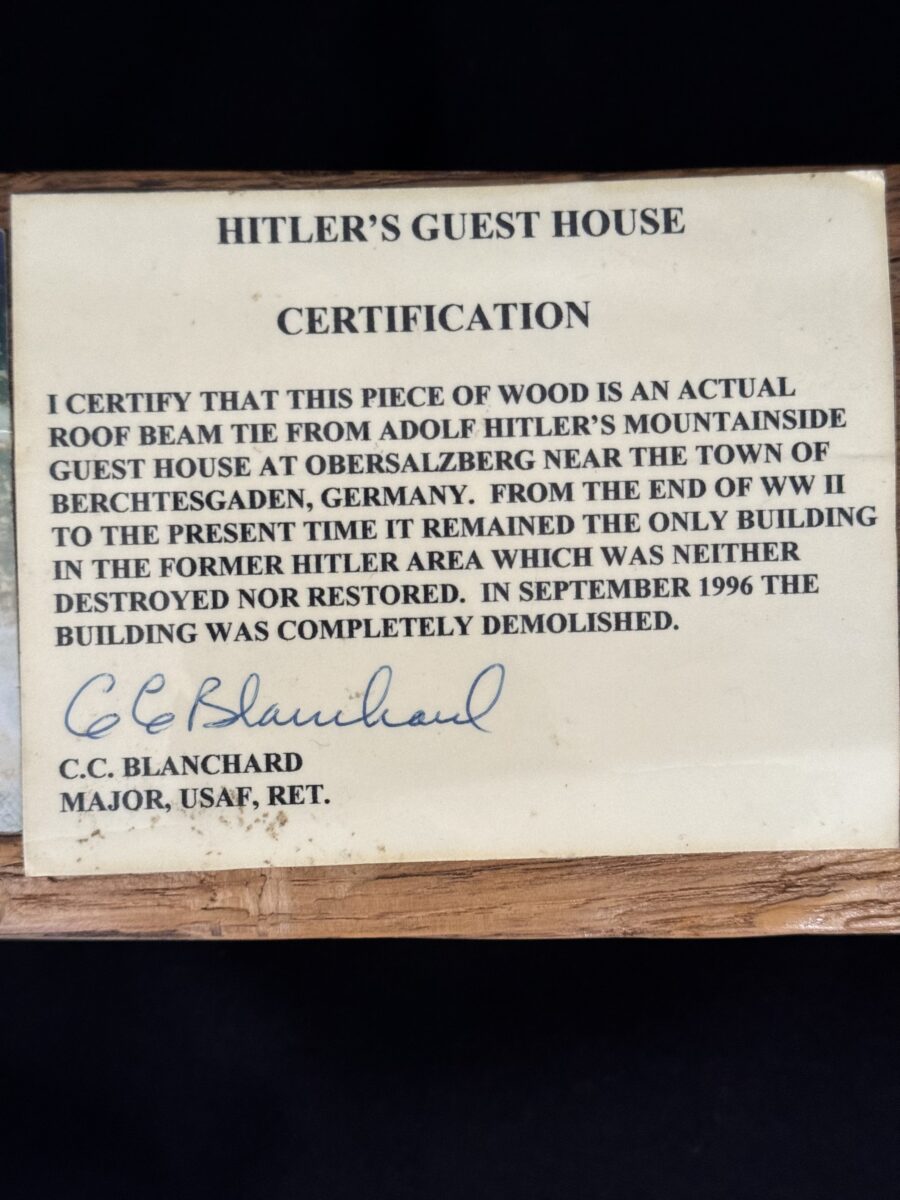 HITLER'S GUEST HOUSE
CERTIFICATION
I CERTIFY THAT THIS PIECE OF WOOD IS AN ACTUAL
ROOF BEAM TIE FROM ADOLF HITLER'S MOUNTAINSIDE
GUEST HOUSE AT OBERSALZBERG NEAR THE TOWN OF
BERCHTESGADEN, GERMANY. FROM THE END OF WW II
TO THE PRESENT TIME IT REMAINED THE ONLY BUILDING
IN THE FORMER HITLER AREA WHICH WAS NEITHER
DESTROYED NOR RESTORED. IN SEPTEMBER 1996 THE
BUILDING WAS COMPLETELY DEMOLISHED.
CC Blanchard
C.C. BLANCHARD
MAJOR, USAF, RET.